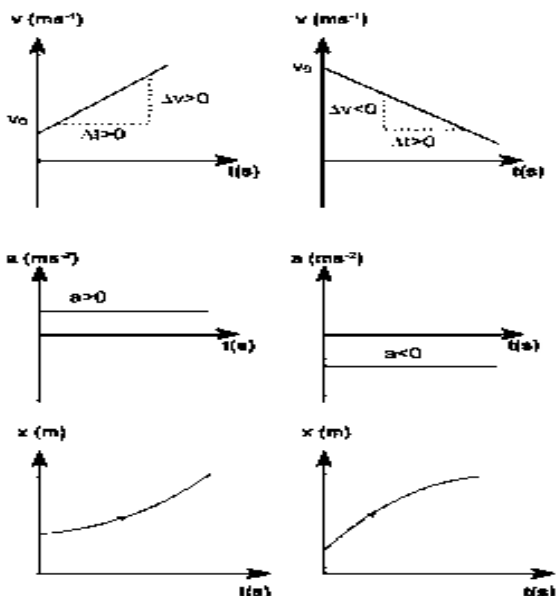 v (ms⁻¹)
v₀
Δv>0
Δt>0
t(s)
v (ms⁻¹)
v₀
Δv<0
Δt>0
t(s)
a (ms⁻²)
a>0
t(s)
a (ms⁻²)
a<0
t(s)
x (m)
t(s)
x (m)
t(s)